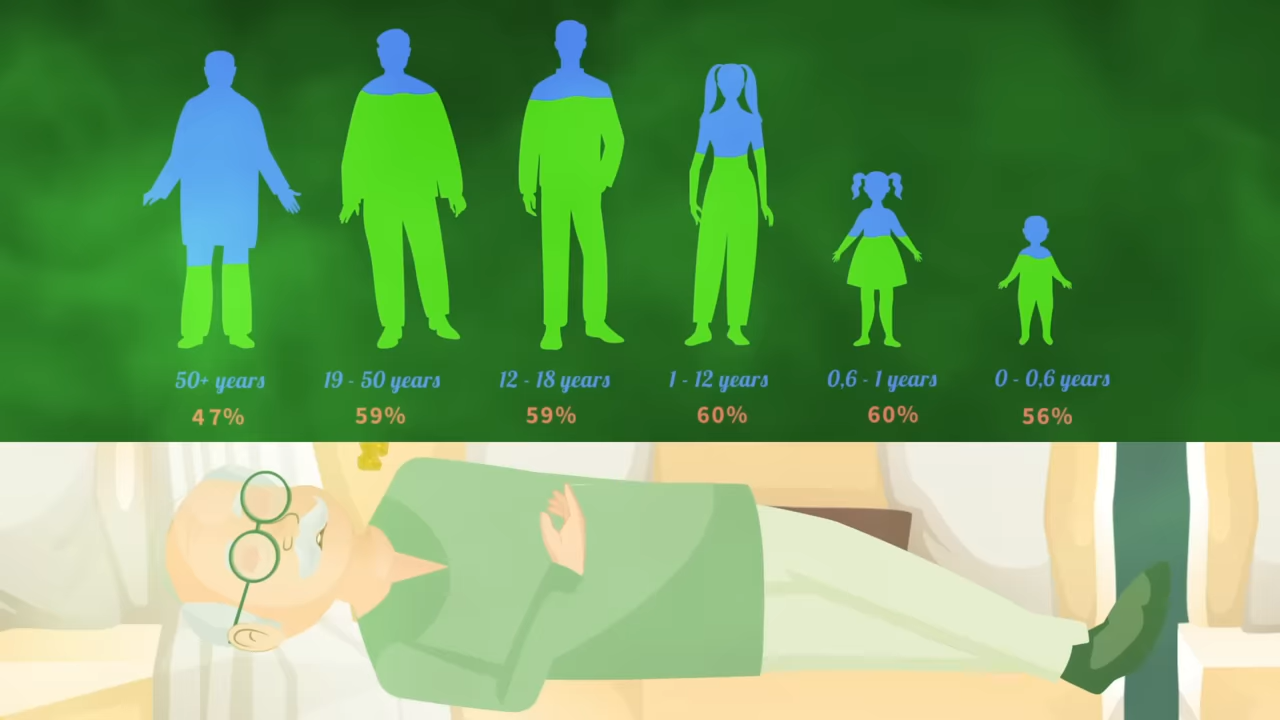 50+ years 19 - 50 years 12 - 18 years 1 - 12 years 0,6 - 1 years 0 - 0,6 years
47% 59% 59% 60% 60% 56%